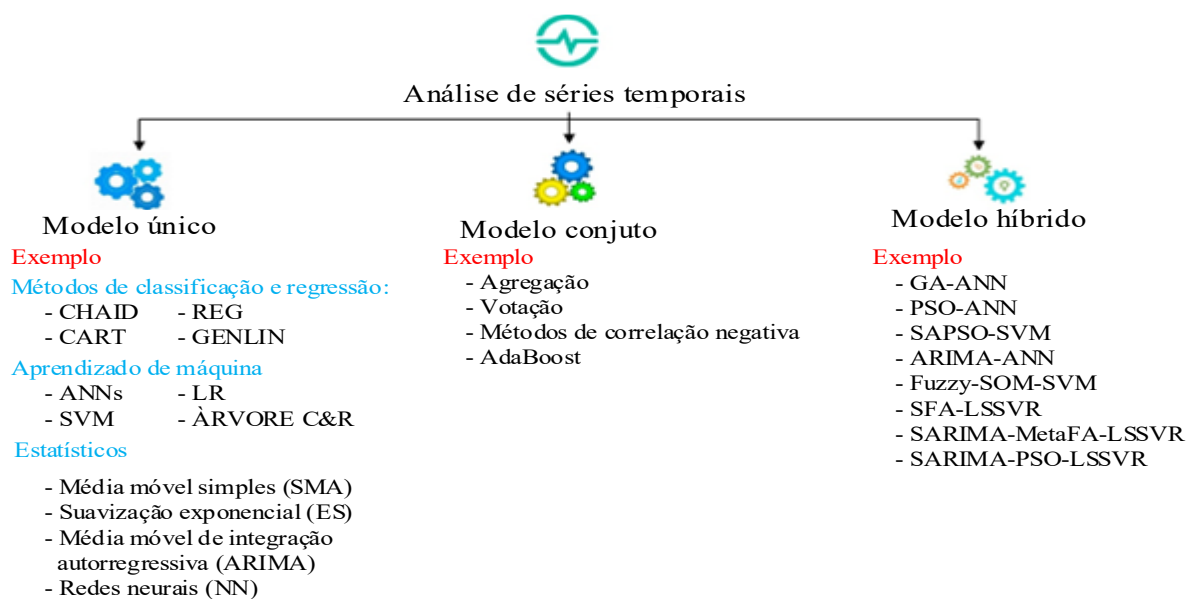 Análise de séries temporais
Modelo único
Exemplo
Métodos de classificação e regressão:
- CHAID - REG
- CART - GENLIN
Aprendizado de máquina
- ANNs - LR
- SVM - ÀRVORE C&R
Estatísticos
- Média móvel simples (SMA)
- Suavização exponencial (ES)
- Média móvel de integração
autorregressiva (ARIMA)
- Redes neurais (NN)
Modelo conjuto
Exemplo
- Agregação
- Votação
- Métodos de correlação negativa
- AdaBoost
Modelo híbrido
Exemplo
- GA-ANN
- PSO-ANN
- SAPSO-SVM
- ARIMA-ANN
- Fuzzy-SOM-SVM
- SFA-LSSVR
- SARIMA-MetaFA-LSSVR
- SARIMA-PSO-LSSVR